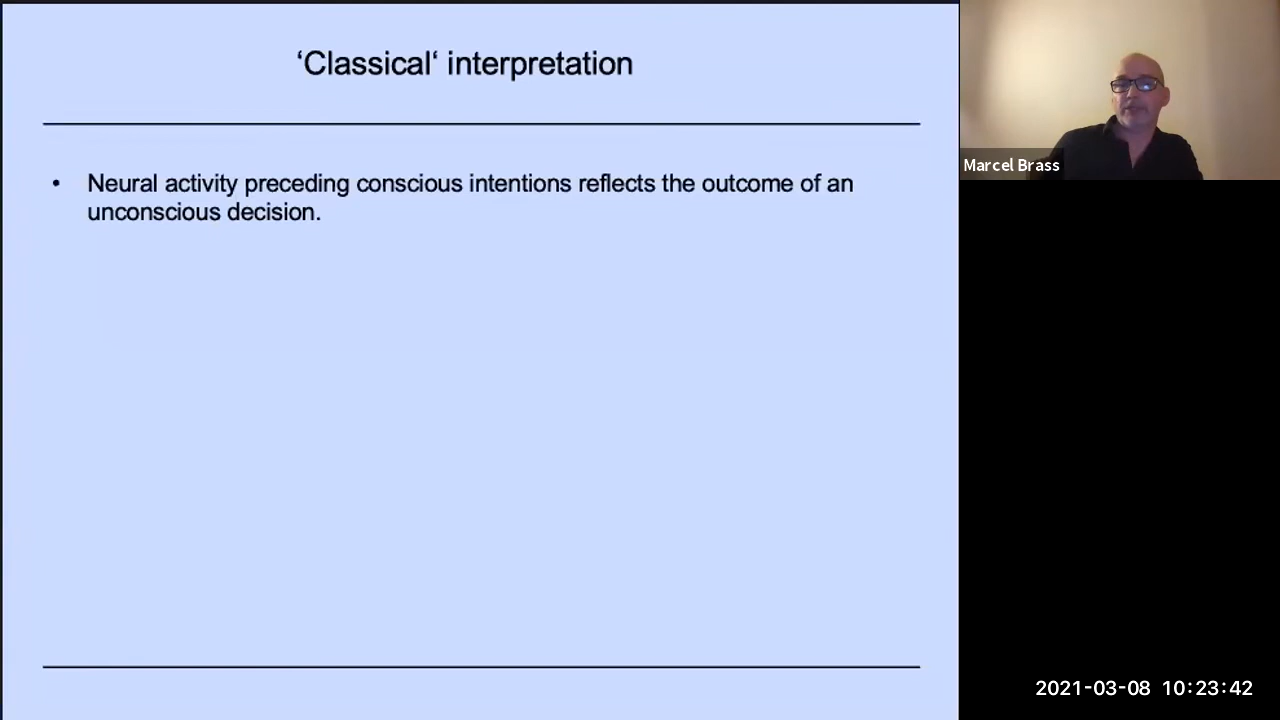 ‘Classical‘ interpretation
• Neural activity preceding conscious intentions reflects the outcome of an
unconscious decision.
Marcel Brass
2021-03-08 10:23:42